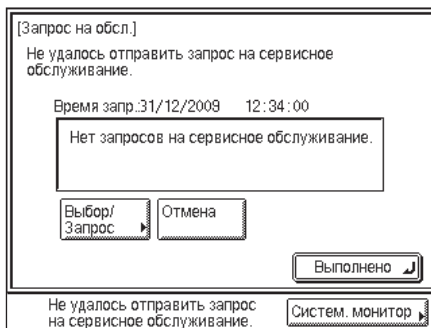 [Запрос на обсл.]
Не удалось отправить запрос на сервисное
обслуживание.
Время запр.:31/12/2009 12:34:00
Нет запросов на сервисное обслуживание.
Выбор/
Запрос
Отмена
Выполнено
Не удалось отправить запрос
на сервисное обслуживание.
Систем. монитор